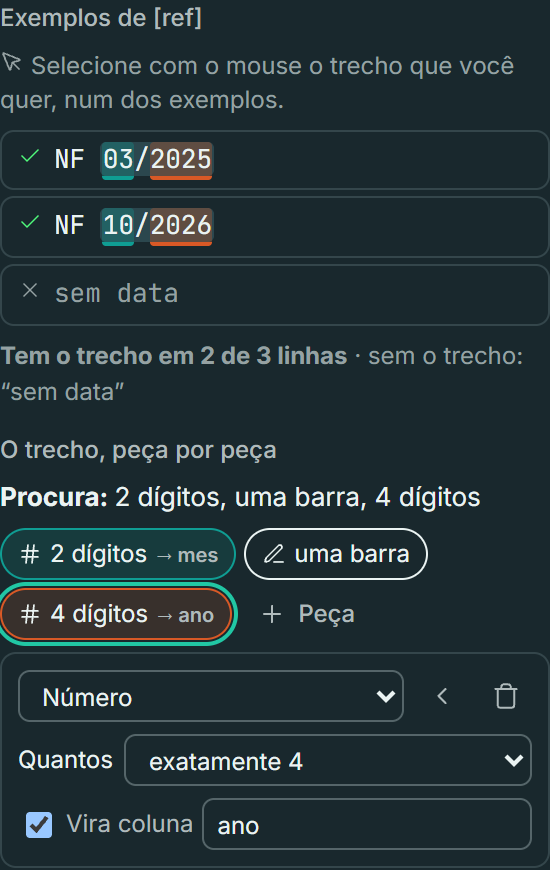 Exemplos de [ref]
Selecione com o mouse o trecho que você
quer, num dos exemplos.
NF 03/2025
NF 10/2026
sem data
Tem o trecho em 2 de 3 linhas · sem o trecho:
“sem data”
O trecho, peça por peça
Procura: 2 dígitos, uma barra, 4 dígitos
# 2 dígitos → mes
uma barra
# 4 dígitos → ano
+ Peça
Número
Quantos
exatamente 4
Vira coluna
ano